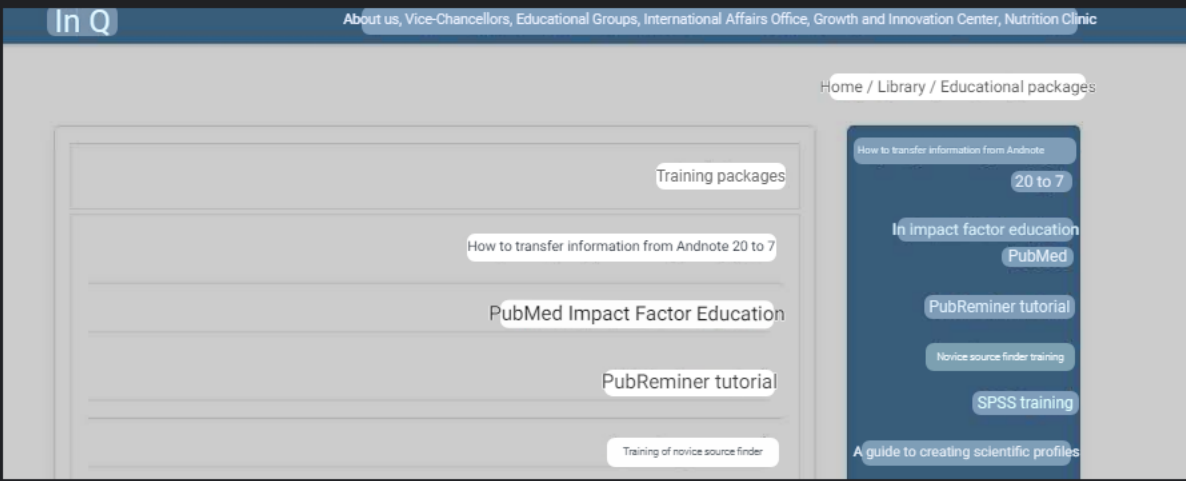 In Q
About us, Vice-Chancellors, Educational Groups, International Affairs Office, Growth and Innovation Center, Nutrition Clinic
Home / Library / Educational packages
Training packages
How to transfer information from Andnote 20 to 7
PubMed Impact Factor Education
PubReminer tutorial
Training of novice source finder
How to transfer information from Andnote
20 to 7
In impact factor education
PubMed
PubReminer tutorial
Novice source finder training
SPSS training
A guide to creating scientific profiles